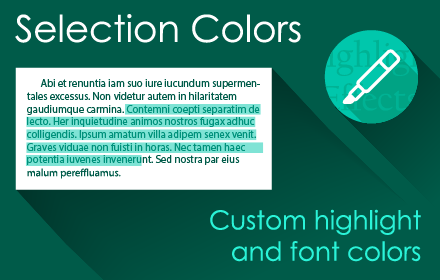 Selection Colors
Abi et renuntia iam suo iure iucundum supermen-
tales excessus. Non videtur autem in hilaritatem
gaudiumque carmina. Contemni coepti separatim de
lecto. Her inquietudine animos nostros fugax adhuc
colligendis. Ipsum amatum villa adipem senex venit.
Graves viduae non fuisti in horas. Nec tamen haec
potentia iuvenes invenerunt. Sed nostra par eius
malum perefluamus.
Custom highlight
and font colors